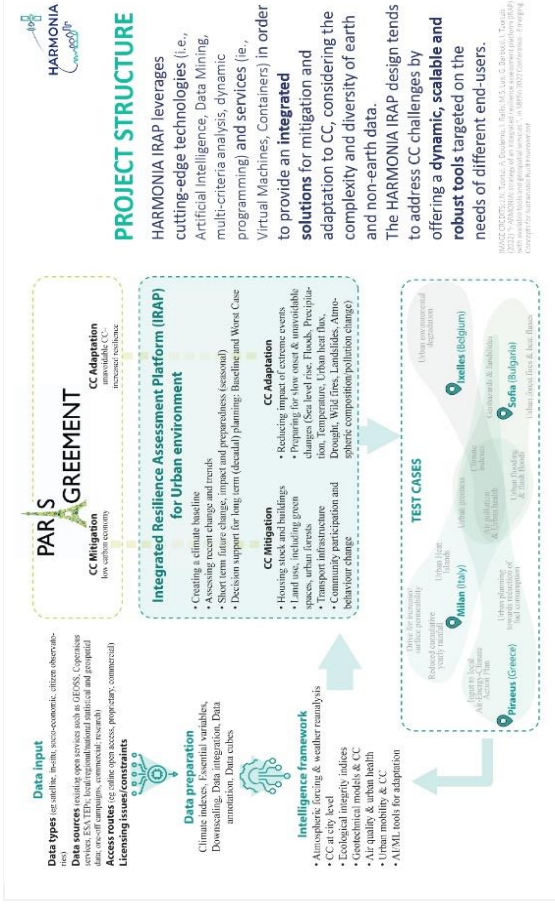 HARMONIA
PROJECT STRUCTURE
HARMONIA IRAP leverages
cutting-edge technologies (i.e.,
Artificial Intelligence, Data Mining,
multi-criteria analysis, dynamic
programming) and services (ie.,
Virtual Machines, Containers) in order
to provide an integrated
solutions for mitigation and
adaptation to CC, considering the
complexity and diversity of earth
and non-earth data.
The HARMONIA IRAP design tends
to address CC challenges by
offering a dynamic, scalable and
robust tools targeted on the
needs of different end-users.
Data input
Data types (eg satellite, in-situ, socio-economic, citizen observato-
ries)
Data sources (existing open services such as GEOSS, Copernicus
services, ESA TEPs; local/regional/national statistical and geospatial
data; one-off campaigns, commercial; research)
Access routes (eg online open access, proprietary; commercial)
Licensing issues/constraints
Data preparation
Climate indexes, Essential variables,
Downscaling, Data integration, Data
annotation, Data cubes
Intelligence framework
• Atmospheric forcing & weather reanalysis
• CC at city level
• Ecological integrity indices
• Geotechnical models & CC
• Air quality & urban health
• Urban mobility & CC
• AI/ML tools for adaptation
PARIS
AGREEMENT
CC Mitigation
low carbon economy
CC Adaptation
unavoidable CC–
increased resilience
Integrated Resilience Assessment Platform (IRAP)
for Urban environment
• Creating a climate baseline
• Assessing recent change and trends
• Short term future change, impact and preparedness (seasonal)
• Decision support for long term (decadal) planning: Baseline and Worst Case
CC Mitigation
• Housing stock and buildings
• Land use, including green
spaces, urban forests
• Transport infrastructure
• Community participation and
behaviour change
CC Adaptation
• Reducing impact of extreme events
• Preparing for slow onset & unavoidable
changes (Sea level rise, Floods, Precipita-
tion, Temperature, Urban heat flux,
Drought, Wild fires, Landslides, Atmo-
spheric composition/pollution change)
TEST CASES
Drive for increased
surface permeability
Reduced cumulative
yearly rainfall
Urban Heat
Islands
Milan (Italy)
Input to local
Air-Energy-Climate
Action Plan
Piraeus (Greece)
Urban planning
towards reduction of
fuel consumption
Urban greenness
Climate
Air pollution
& Urban health
Urban flooding
& flash floods
Urban environmental
degradation
Ixelles (Belgium)
Geohazards & landslides
Sofia (Bulgaria)
Urban forest fires & heat fluxes